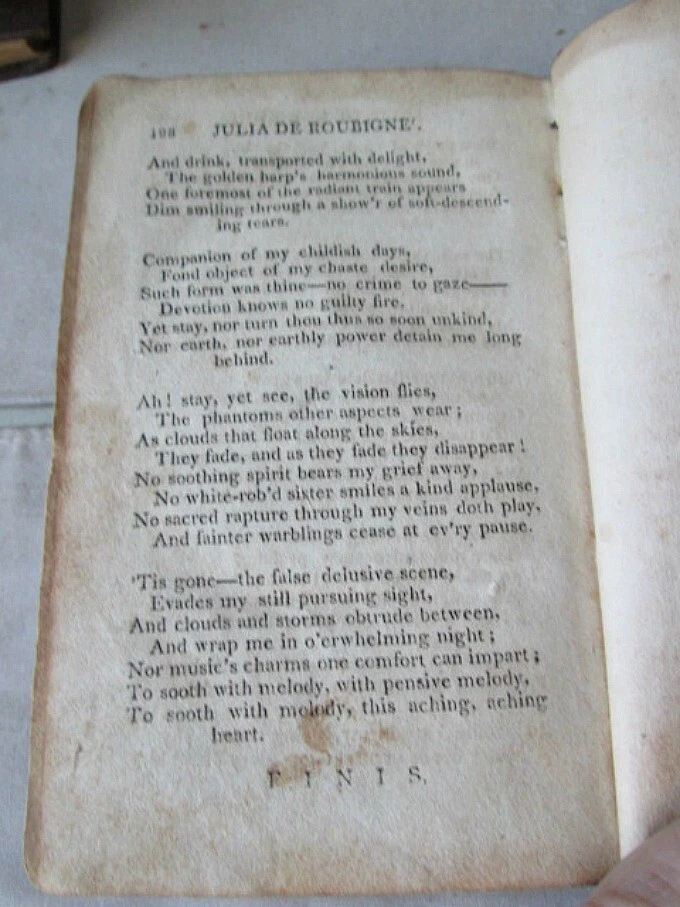 198 JULIA DE ROUBIGNE'.
And drink, transported with delight,
The golden harp's harmonious sound,
One foremost of the radiant train appears
Dim smiling through a show'r of soft-descend-
ing tears.
Companion of my childish days,
Fond object of my chaste desire,
Such form was thine—no crime to gaze——
Devotion knows no guilty fire.
Yet stay, nor turn thou thus so soon unkind,
Nor earth, nor earthly power detain me long
behind.
Ah! stay, yet see, the vision flies,
The phantoms other aspects wear;
As clouds that float along the skies,
They fade, and as they fade they disappear!
No soothing spirit bears my grief away,
No white-rob'd sister smiles a kind applause,
No sacred rapture through my veins doth play,
And fainter warblings cease at ev'ry pause.
'Tis gone—the false delusive scene,
Evades my still pursuing sight,
And clouds and storms obtrude between,
And wrap me in o'erwhelming night;
Nor music's charms one comfort can impart;
To sooth with melody, with pensive melody,
To sooth with melody, this aching, aching
heart.
FINIS.